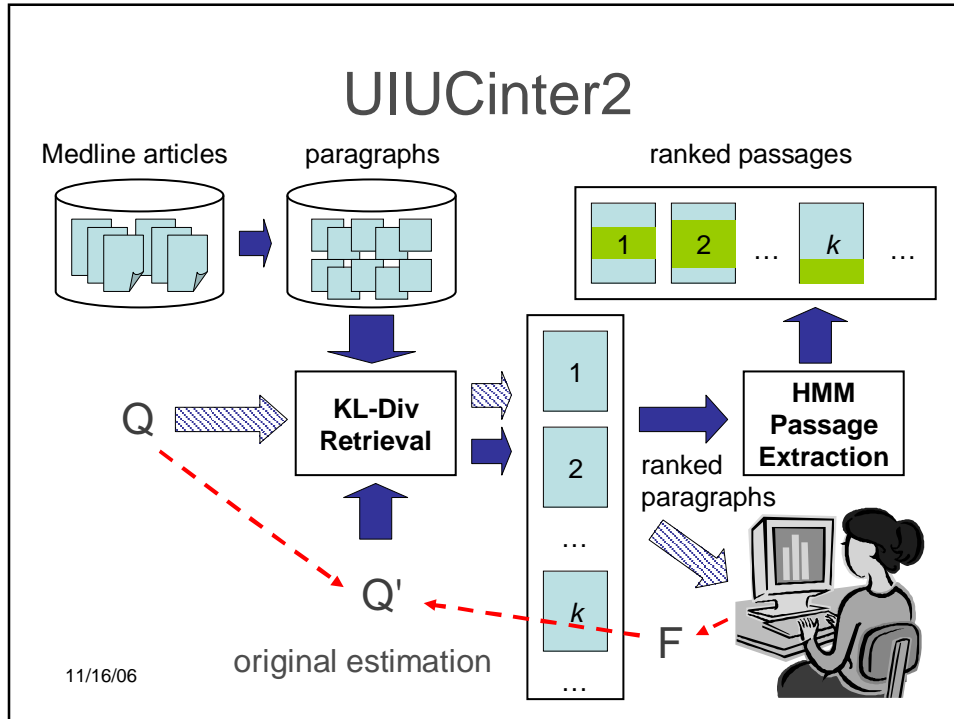 UIUCinter2
Medline articles
paragraphs
ranked passages
1
2
…
k
…
Q
KL-Div
Retrieval
1
2
…
k
…
HMM
Passage
Extraction
ranked
paragraphs
Q'
F
original estimation
11/16/06